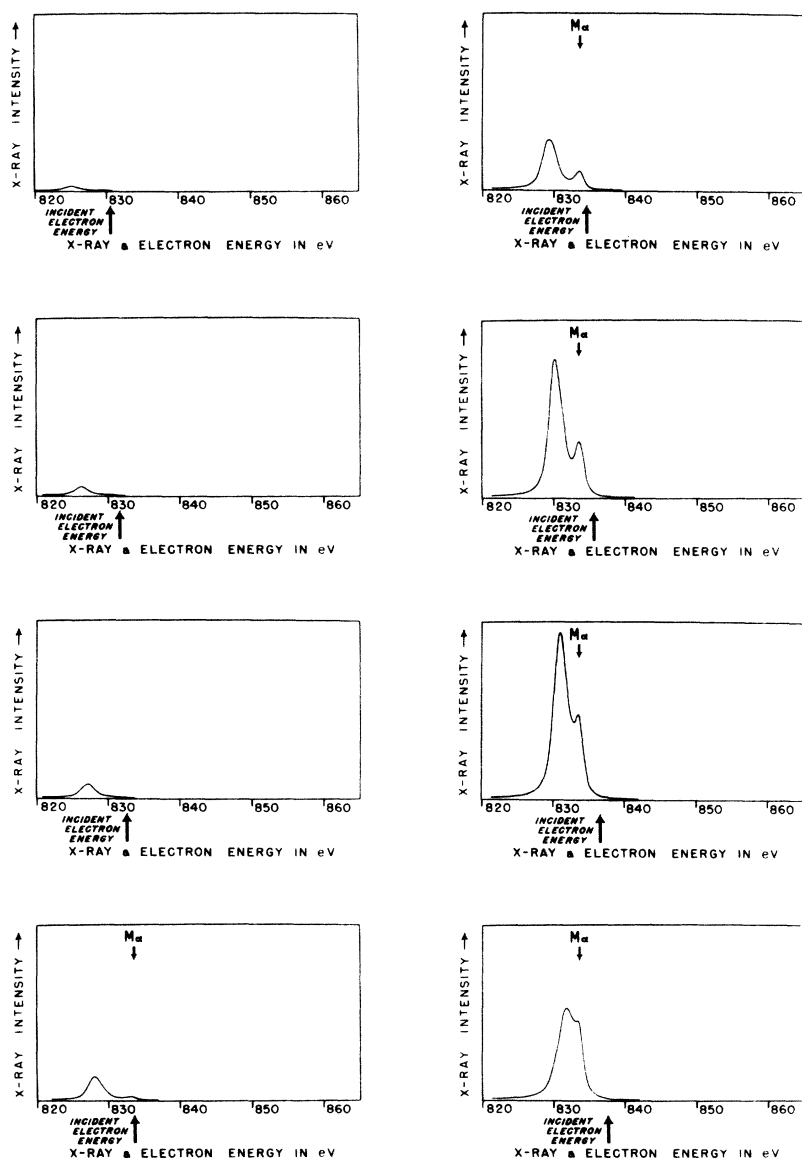 X-RAY INTENSITY →
820 830 840 850 860
INCIDENT
ELECTRON
ENERGY
X-RAY & ELECTRON ENERGY IN eV
X-RAY INTENSITY →
820 830 840 850 860
INCIDENT
ELECTRON
ENERGY
X-RAY & ELECTRON ENERGY IN eV
X-RAY INTENSITY →
820 830 840 850 860
INCIDENT
ELECTRON
ENERGY
X-RAY & ELECTRON ENERGY IN eV
Mα
X-RAY INTENSITY →
820 830 840 850 860
INCIDENT
ELECTRON
ENERGY
X-RAY & ELECTRON ENERGY IN eV
Mα
X-RAY INTENSITY →
820 830 840 850 860
INCIDENT
ELECTRON
ENERGY
X-RAY & ELECTRON ENERGY IN eV
Mα
X-RAY INTENSITY →
820 830 840 850 860
INCIDENT
ELECTRON
ENERGY
X-RAY & ELECTRON ENERGY IN eV
Mα
X-RAY INTENSITY →
820 830 840 850 860
INCIDENT
ELECTRON
ENERGY
X-RAY & ELECTRON ENERGY IN eV
Mα
X-RAY INTENSITY →
820 830 840 850 860
INCIDENT
ELECTRON
ENERGY
X-RAY & ELECTRON ENERGY IN eV